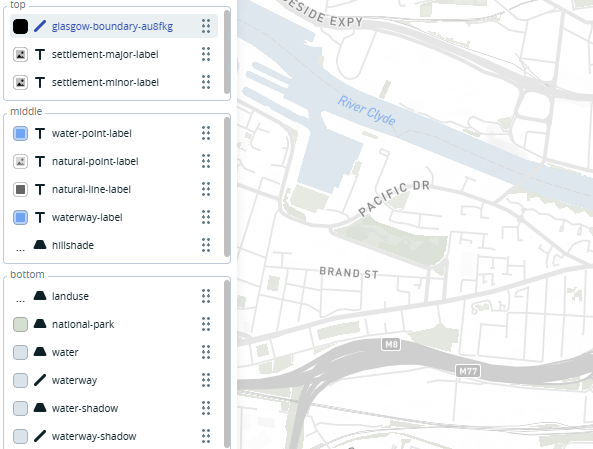 top
glasgow-boundary-au8fkg
settlement-major-label
settlement-minor-label
middle
water-point-label
natural-point-label
natural-line-label
waterway-label
... hillshade
bottom
... landuse
national-park
water
waterway
water-shadow
waterway-shadow
ESIDE EXPY
River Clyde
PACIFIC DR
BRAND ST
M8
M77